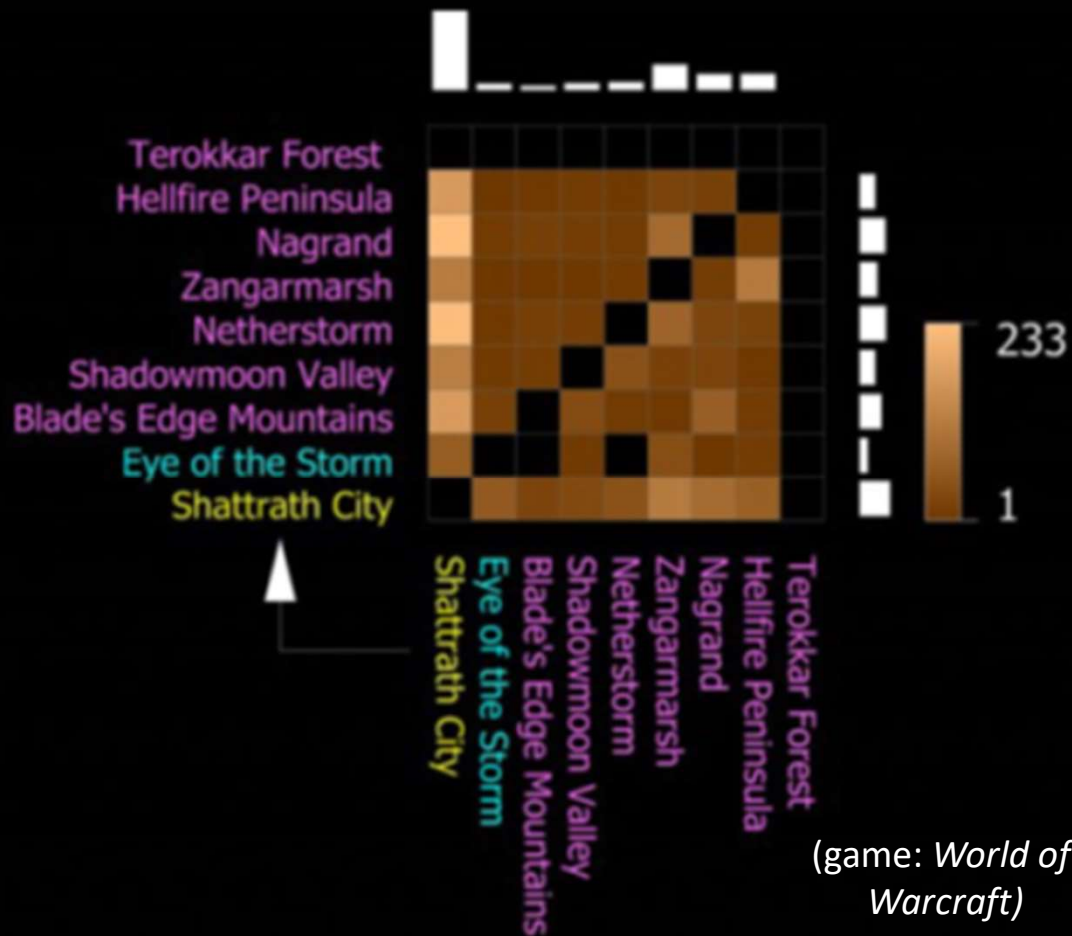 Terokkar Forest
Hellfire Peninsula
Nagrand
Zangarmarsh
Netherstorm
Shadowmoon Valley
Blade's Edge Mountains
Eye of the Storm
Shattrath City
233
1
Shattrath City
Eye of the Storm
Blade's Edge Mountains
Shadowmoon Valley
Netherstorm
Zangarmarsh
Nagrand
Hellfire Peninsula
Terokkar Forest
(game: World of
Warcraft)